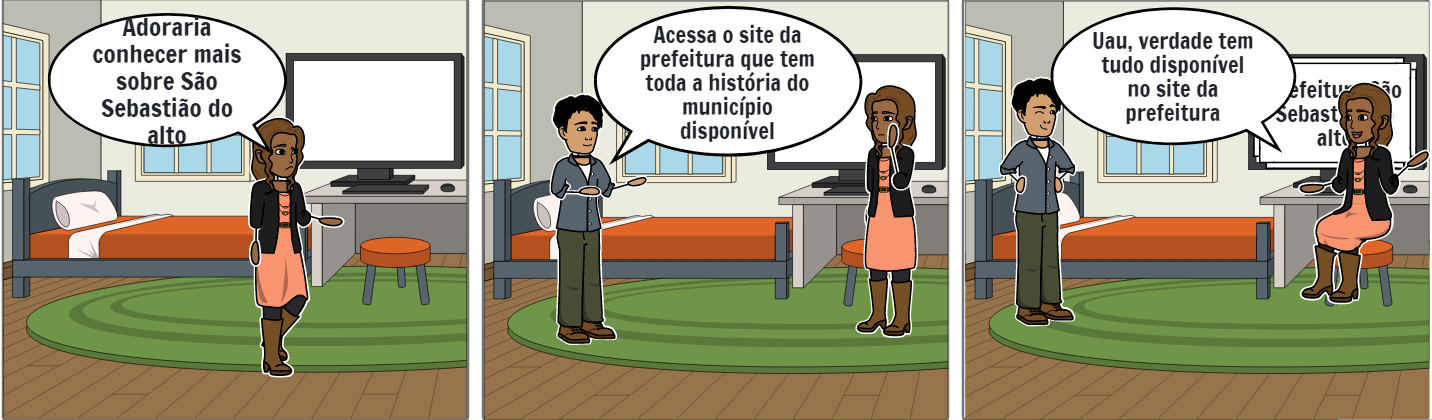 Adoraria
conhecer mais
sobre São
Sebastião do
alto
Acessa o site da
prefeitura que tem
toda a história do
município
disponível
Uau, verdade tem
tudo disponível
no site da
prefeitura